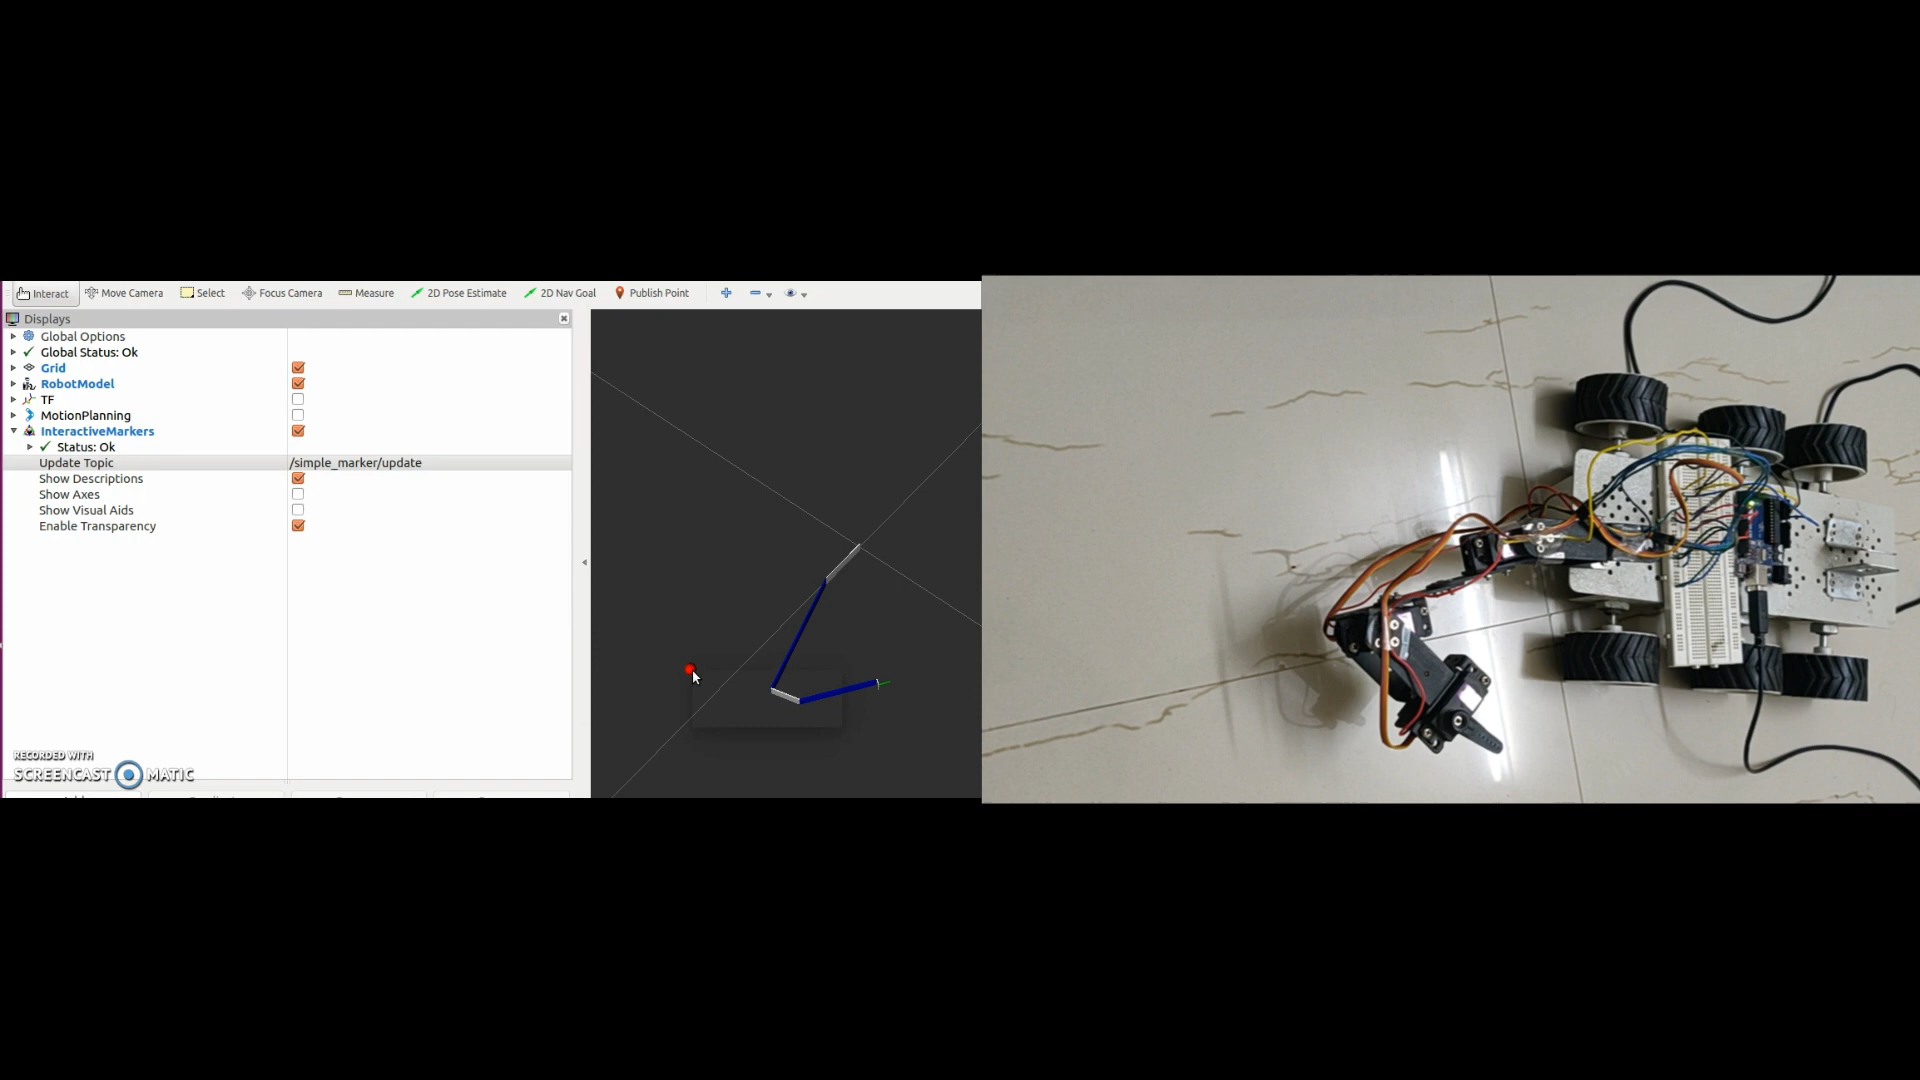 Interact Move Camera Select Focus Camera Measure 2D Pose Estimate 2D Nav Goal Publish Point
Displays
Global Options
Global Status: Ok
Grid
RobotModel
TF
MotionPlanning
InteractiveMarkers
Status: Ok
Update Topic /simple_marker/update
Show Descriptions
Show Axes
Show Visual Aids
Enable Transparency
RECORDED WITH
SCREENCAST MATIC